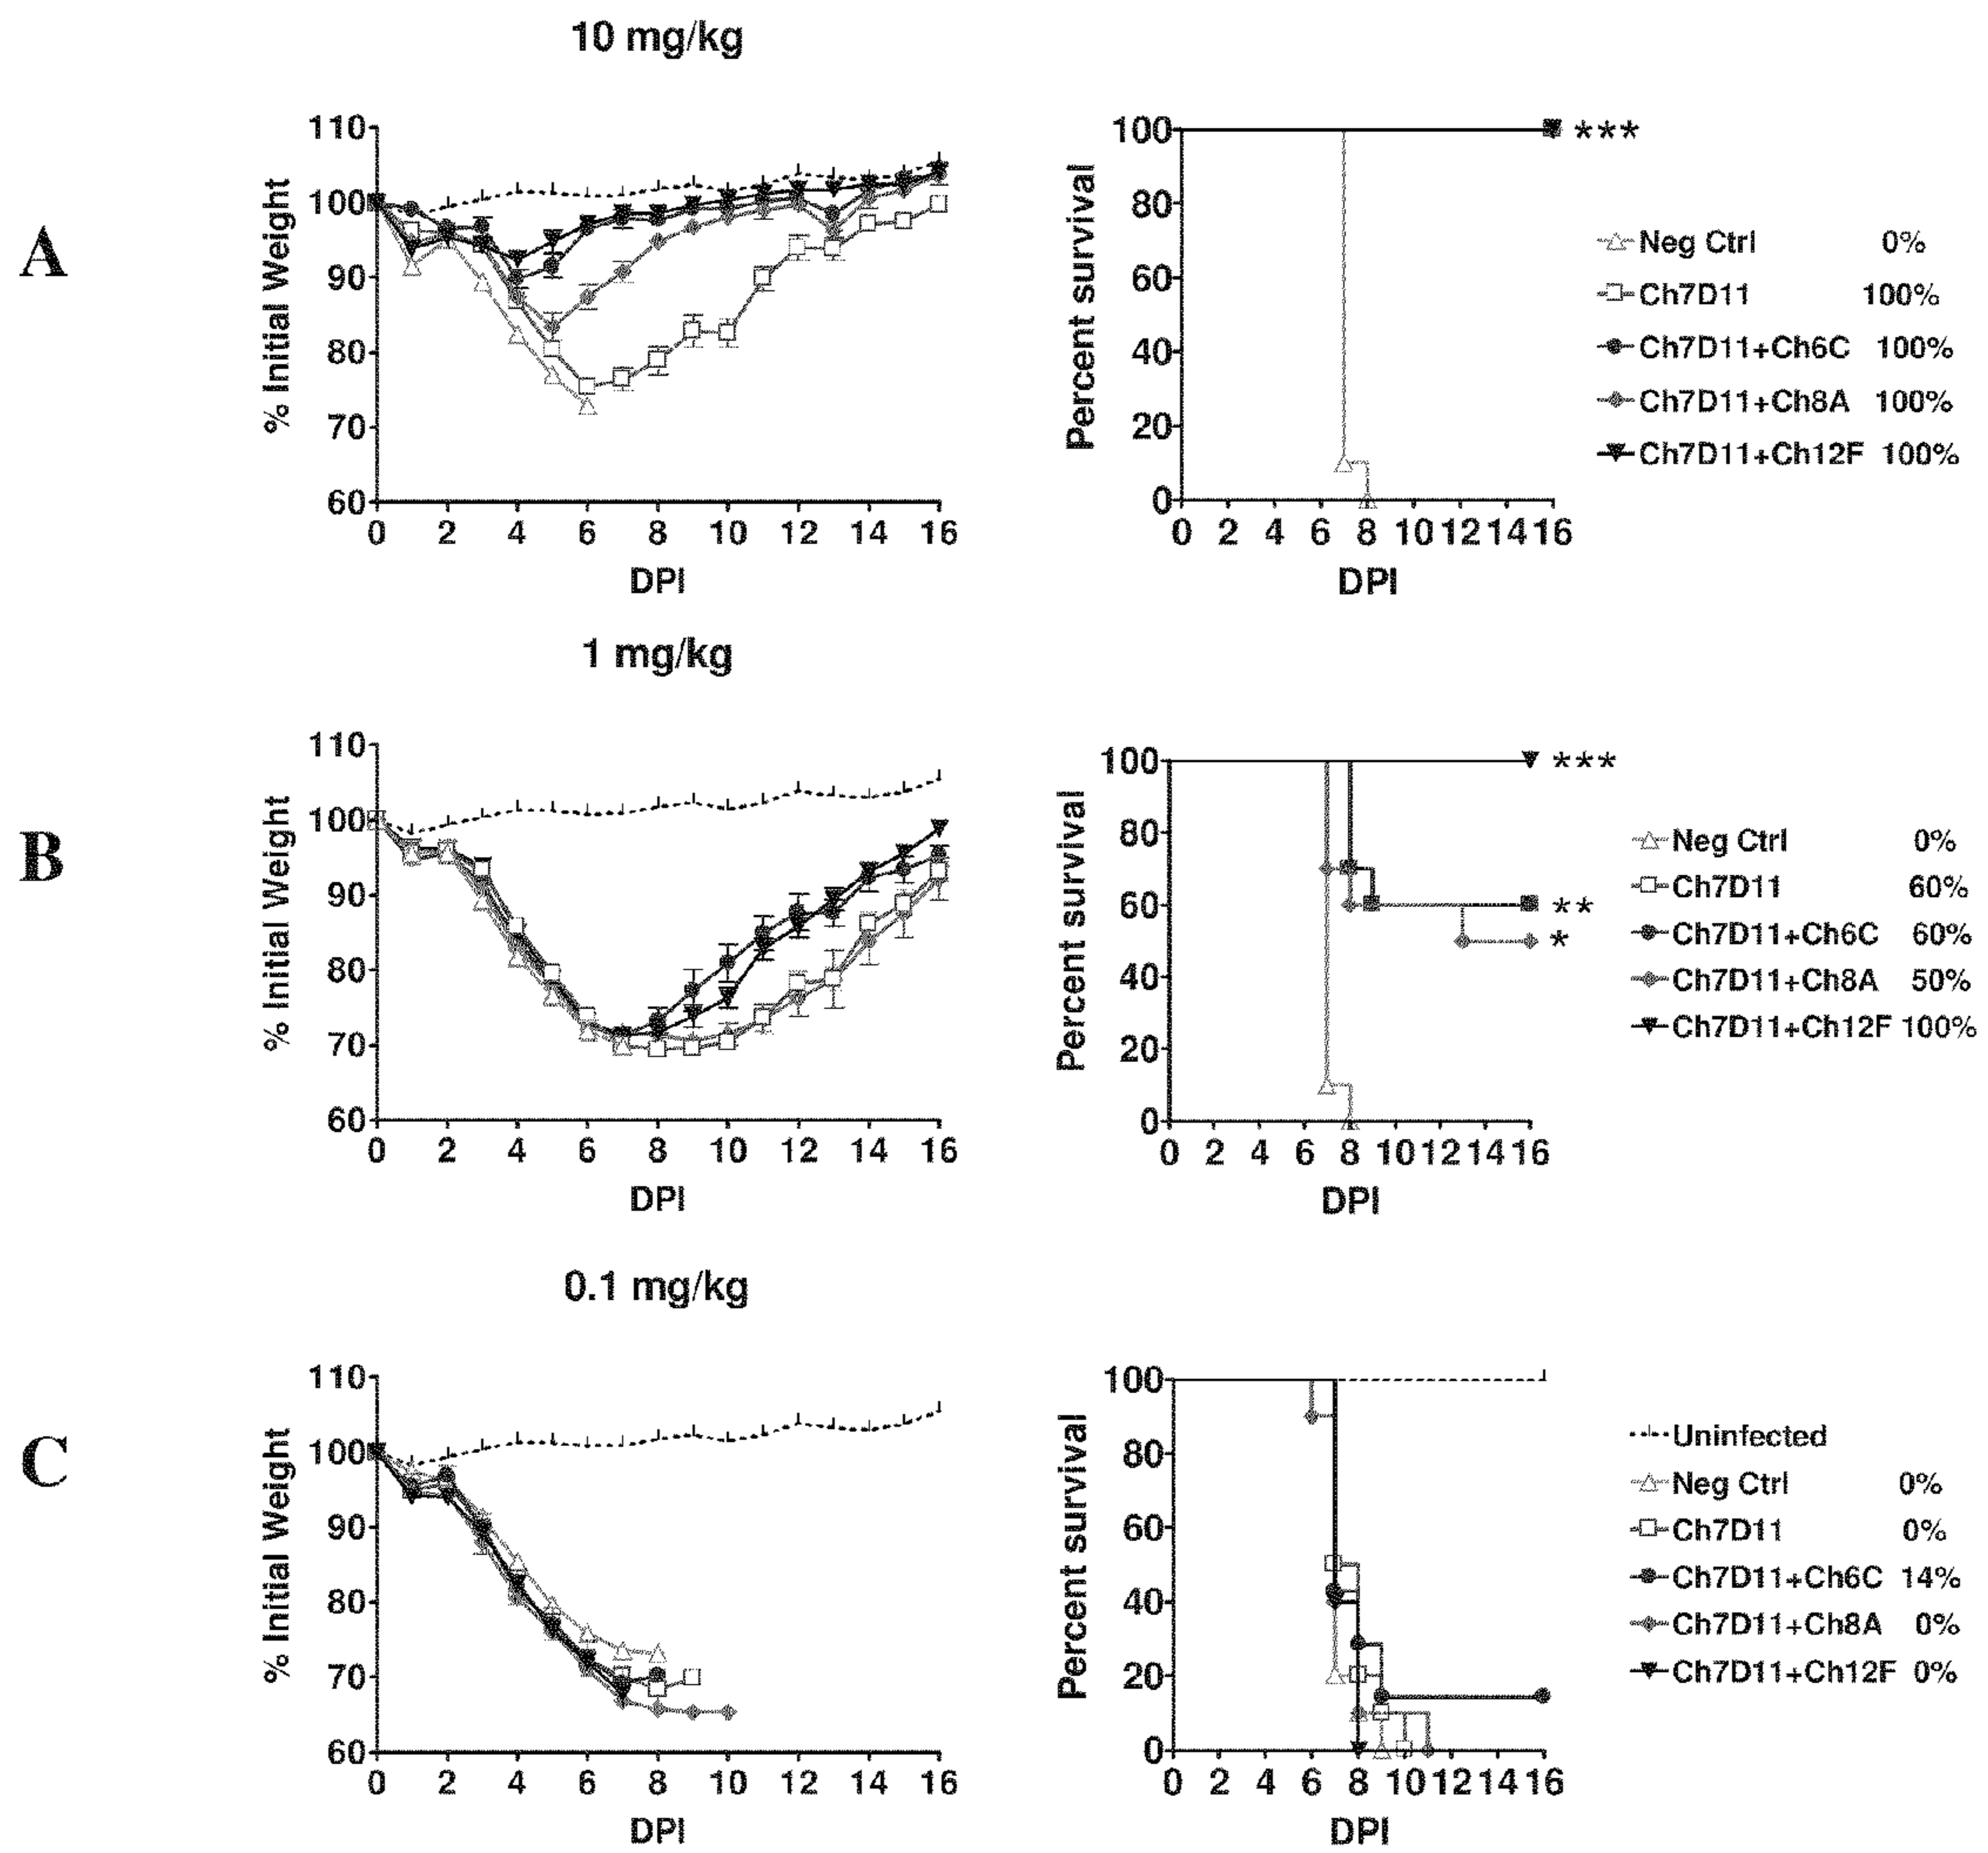 10 mg/kg
A
% Initial Weight
110
100
90
80
70
60
0 2 4 6 8 10 12 14 16
DPI
Percent survival
100
80
60
40
20
0
***
0 2 4 6 8 10 12 14 16
DPI
Neg Ctrl 0%
Ch7D11 100%
Ch7D11+Ch6C 100%
Ch7D11+Ch8A 100%
Ch7D11+Ch12F 100%
1 mg/kg
B
% Initial Weight
110
100
90
80
70
60
0 2 4 6 8 10 12 14 16
DPI
Percent survival
100
80
60
40
20
0
***
**
*
0 2 4 6 8 10 12 14 16
DPI
Neg Ctrl 0%
Ch7D11 60%
Ch7D11+Ch6C 60%
Ch7D11+Ch8A 50%
Ch7D11+Ch12F 100%
0.1 mg/kg
C
% Initial Weight
110
100
90
80
70
60
0 2 4 6 8 10 12 14 16
DPI
Percent survival
100
80
60
40
20
0
0 2 4 6 8 10 12 14 16
DPI
Uninfected
Neg Ctrl 0%
Ch7D11 0%
Ch7D11+Ch6C 14%
Ch7D11+Ch8A 0%
Ch7D11+Ch12F 0%